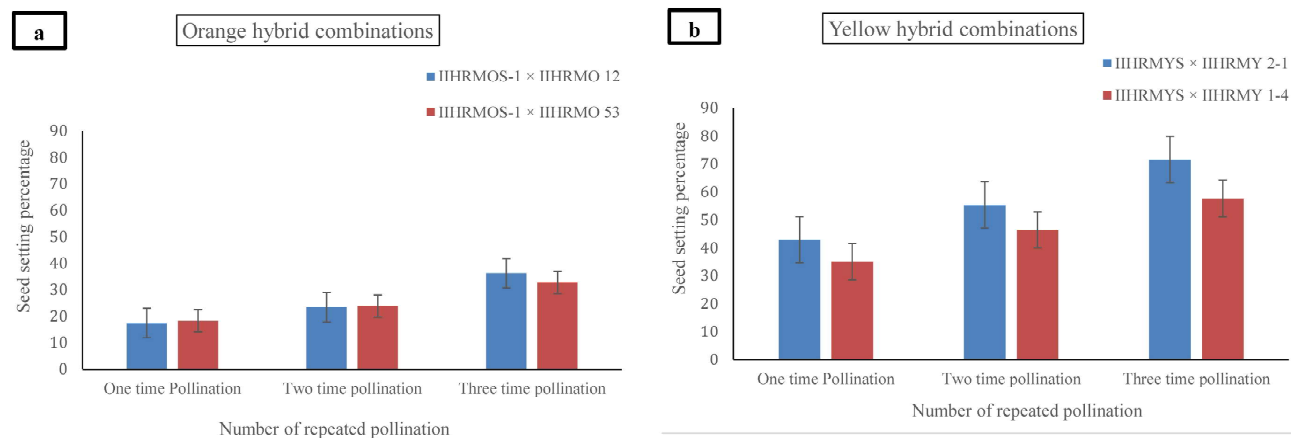 a
Orange hybrid combinations
IIHRMOS-1 × IIHRMO 12
IIHRMOS-1 × IIHRMO 53
90
80
70
60
50
40
30
20
10
0
Seed setting percentage
One time Pollination
Two time pollination
Three time pollination
Number of repeated pollination
b
Yellow hybrid combinations
IIHRMYS × IIHRMY 2-1
IIHRMYS × IIHRMY 1-4
90
80
70
60
50
40
30
20
10
0
Seed setting percentage
One time Pollination
Two time pollination
Three time pollination
Number of repeated pollination